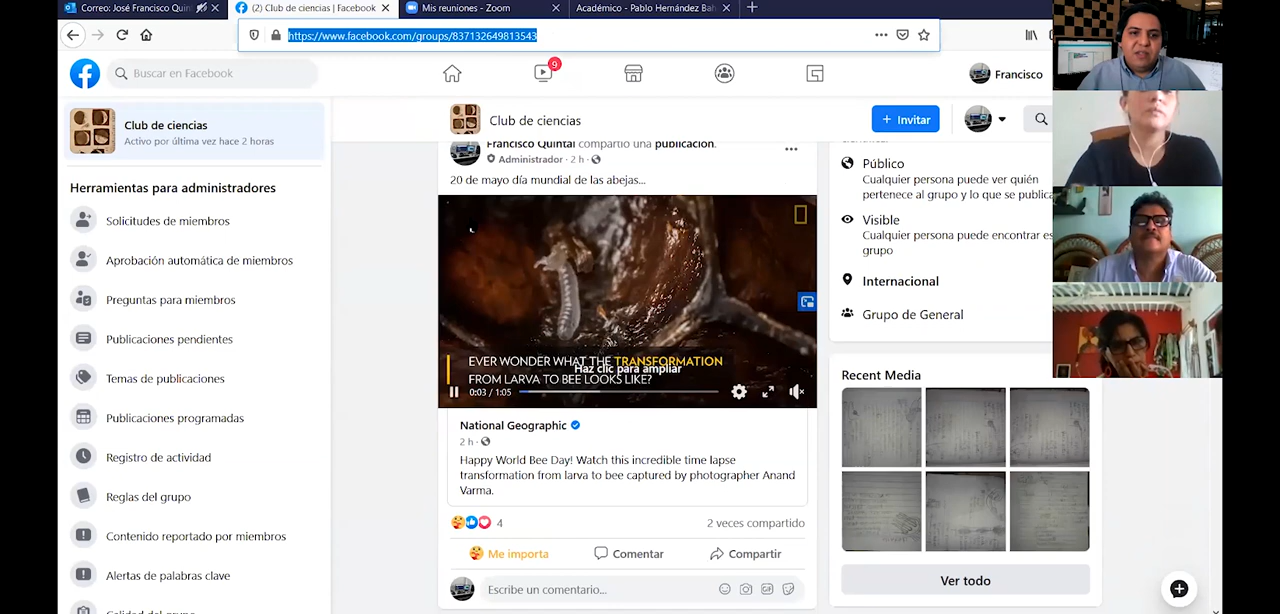 Correo: José Francisco Quin
(2) Club de ciencias | Facebook
Mis reuniones - Zoom
Académico - Pablo Hernández Bah
https://www.facebook.com/groups/837132649813543
Buscar en Facebook
9
Francisco
Club de ciencias
Activo por última vez hace 2 horas
Herramientas para administradores
Solicitudes de miembros
Aprobación automática de miembros
Preguntas para miembros
Publicaciones pendientes
Temas de publicaciones
Publicaciones programadas
Registro de actividad
Reglas del grupo
Contenido reportado por miembros
Alertas de palabras clave
Calidad del grupo
Club de ciencias
+ Invitar
Francisco Quintal compartió una publicación.
Administrador · 2 h ·
20 de mayo día mundial de las abejas...
EVER WONDER WHAT THE TRANSFORMATION
FROM LARVA TO BEE LOOKS LIKE?
Haz clic para ampliar
0:03 / 1:05
National Geographic
2 h ·
Happy World Bee Day! Watch this incredible time lapse
transformation from larva to bee captured by photographer Anand
Varma.
4
2 veces compartido
Me importa
Comentar
Compartir
Escribe un comentario...
Público
Cualquier persona puede ver quién
pertenece al grupo y lo que se publica
Visible
Cualquier persona puede encontrar es
grupo
Internacional
Grupo de General
Recent Media
Ver todo